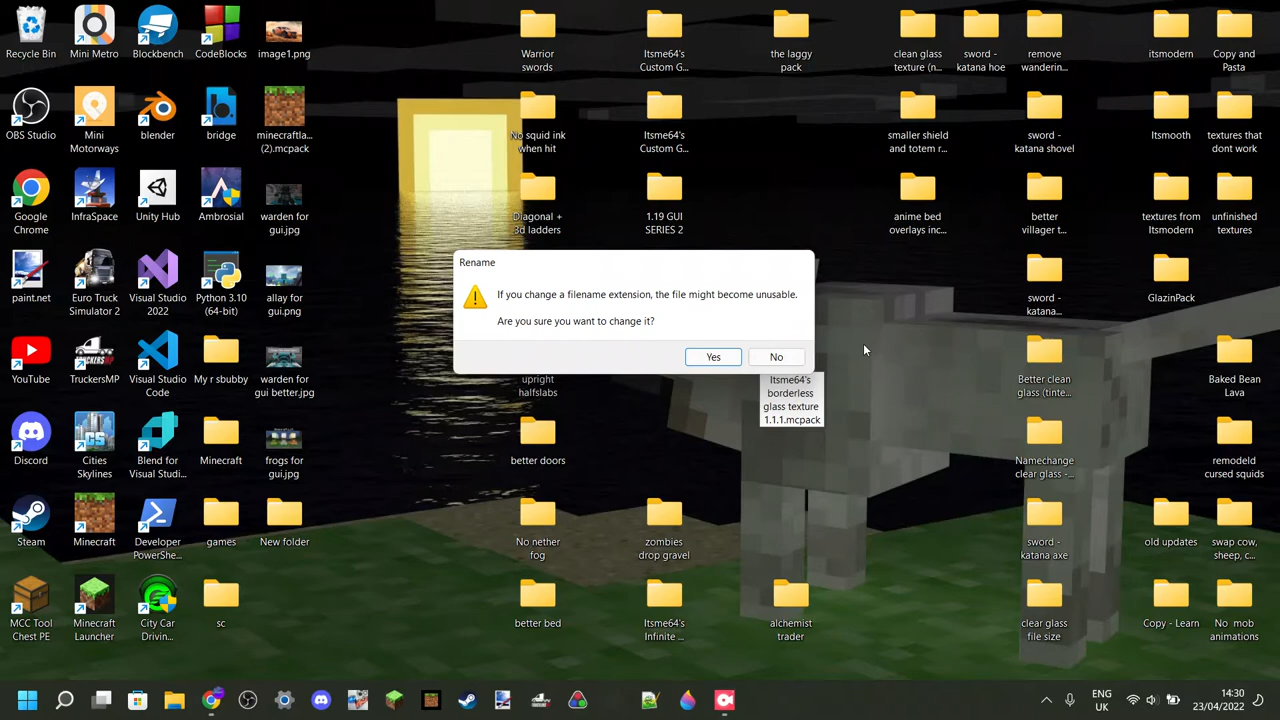 Recycle Bin
Mini Metro
Blockbench
CodeBlocks
image1.png
Warrior
swords
Itsme64's
Custom G...
the laggy
pack
clean glass
texture (n...
sword -
katana hoe
remove
wanderin...
itsmodern
Copy and
Pasta
OBS Studio
Mini
Motorways
blender
bridge
minecraftla...
(2).mcpack
No squid ink
when hit
Itsme64's
Custom G...
smaller shield
and totem r...
sword -
katana shovel
Itsmooth
textures that
dont work
Google
Chrome
InfraSpace
Unity Hub
Ambrosial
warden for
gui.jpg
Diagonal +
3d ladders
1.19 GUI
SERIES 2
anime bed
overlays inc...
better
villager t...
textures from
Itsmodern
unfinished
textures
Rename
If you change a filename extension, the file might become unusable.
Are you sure you want to change it?
Yes
No
paint.net
Euro Truck
Simulator 2
Visual Studio
2022
Python 3.10
(64-bit)
allay for
gui.png
sword -
katana...
GlazinPack
YouTube
TruckersMP
Visual Studio
Code
My r sbubby
warden for
gui better.jpg
upright
halfslabs
Itsme64's
borderless
glass texture
1.1.1.mcpack
Better clean
glass (tinte...
Baked Bean
Lava
Discord
Cities
Skylines
Blend for
Visual Studi...
Minecraft
frogs for
gui.jpg
better doors
Namechange
clear glass -...
remodeld
cursed squids
Steam
Minecraft
Developer
PowerShe...
games
New folder
No nether
fog
zombies
drop gravel
sword -
katana axe
old updates
swap cow,
sheep, c...
MCC Tool
Chest PE
Minecraft
Launcher
City Car
Drivin...
sc
better bed
Itsme64's
Infinite ...
alchemist
trader
clear glass
file size
Copy - Learn
No mob
animations
ENG
UK
14:30
23/04/2022